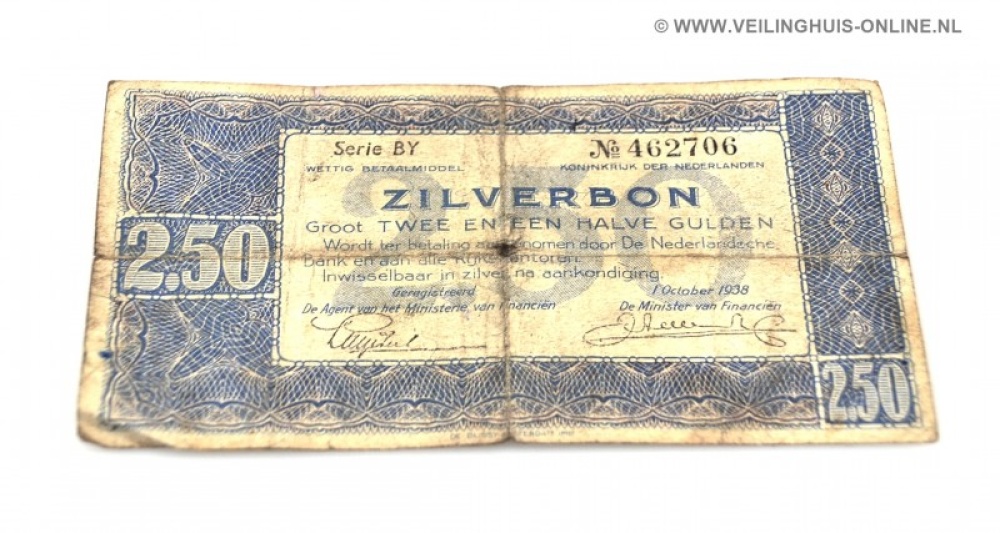 © WWW.VEILINGHUIS-ONLINE.NL
Serie BY
№ 462706
WETTIG BETAALMIDDEL
KONINKRIJK DER NEDERLANDEN
ZILVERBON
Groot TWEE EN EEN HALVE GULDEN
Wordt ter betaling aangenomen door De Nederlandsche
Bank en aan alle Rijkskantoren.
Inwisselbaar in zilver na aankondiging.
2.50
Geregistreerd
1 October 1938
De Agent van het Ministerie van Financiën
De Minister van Financiën
2.50